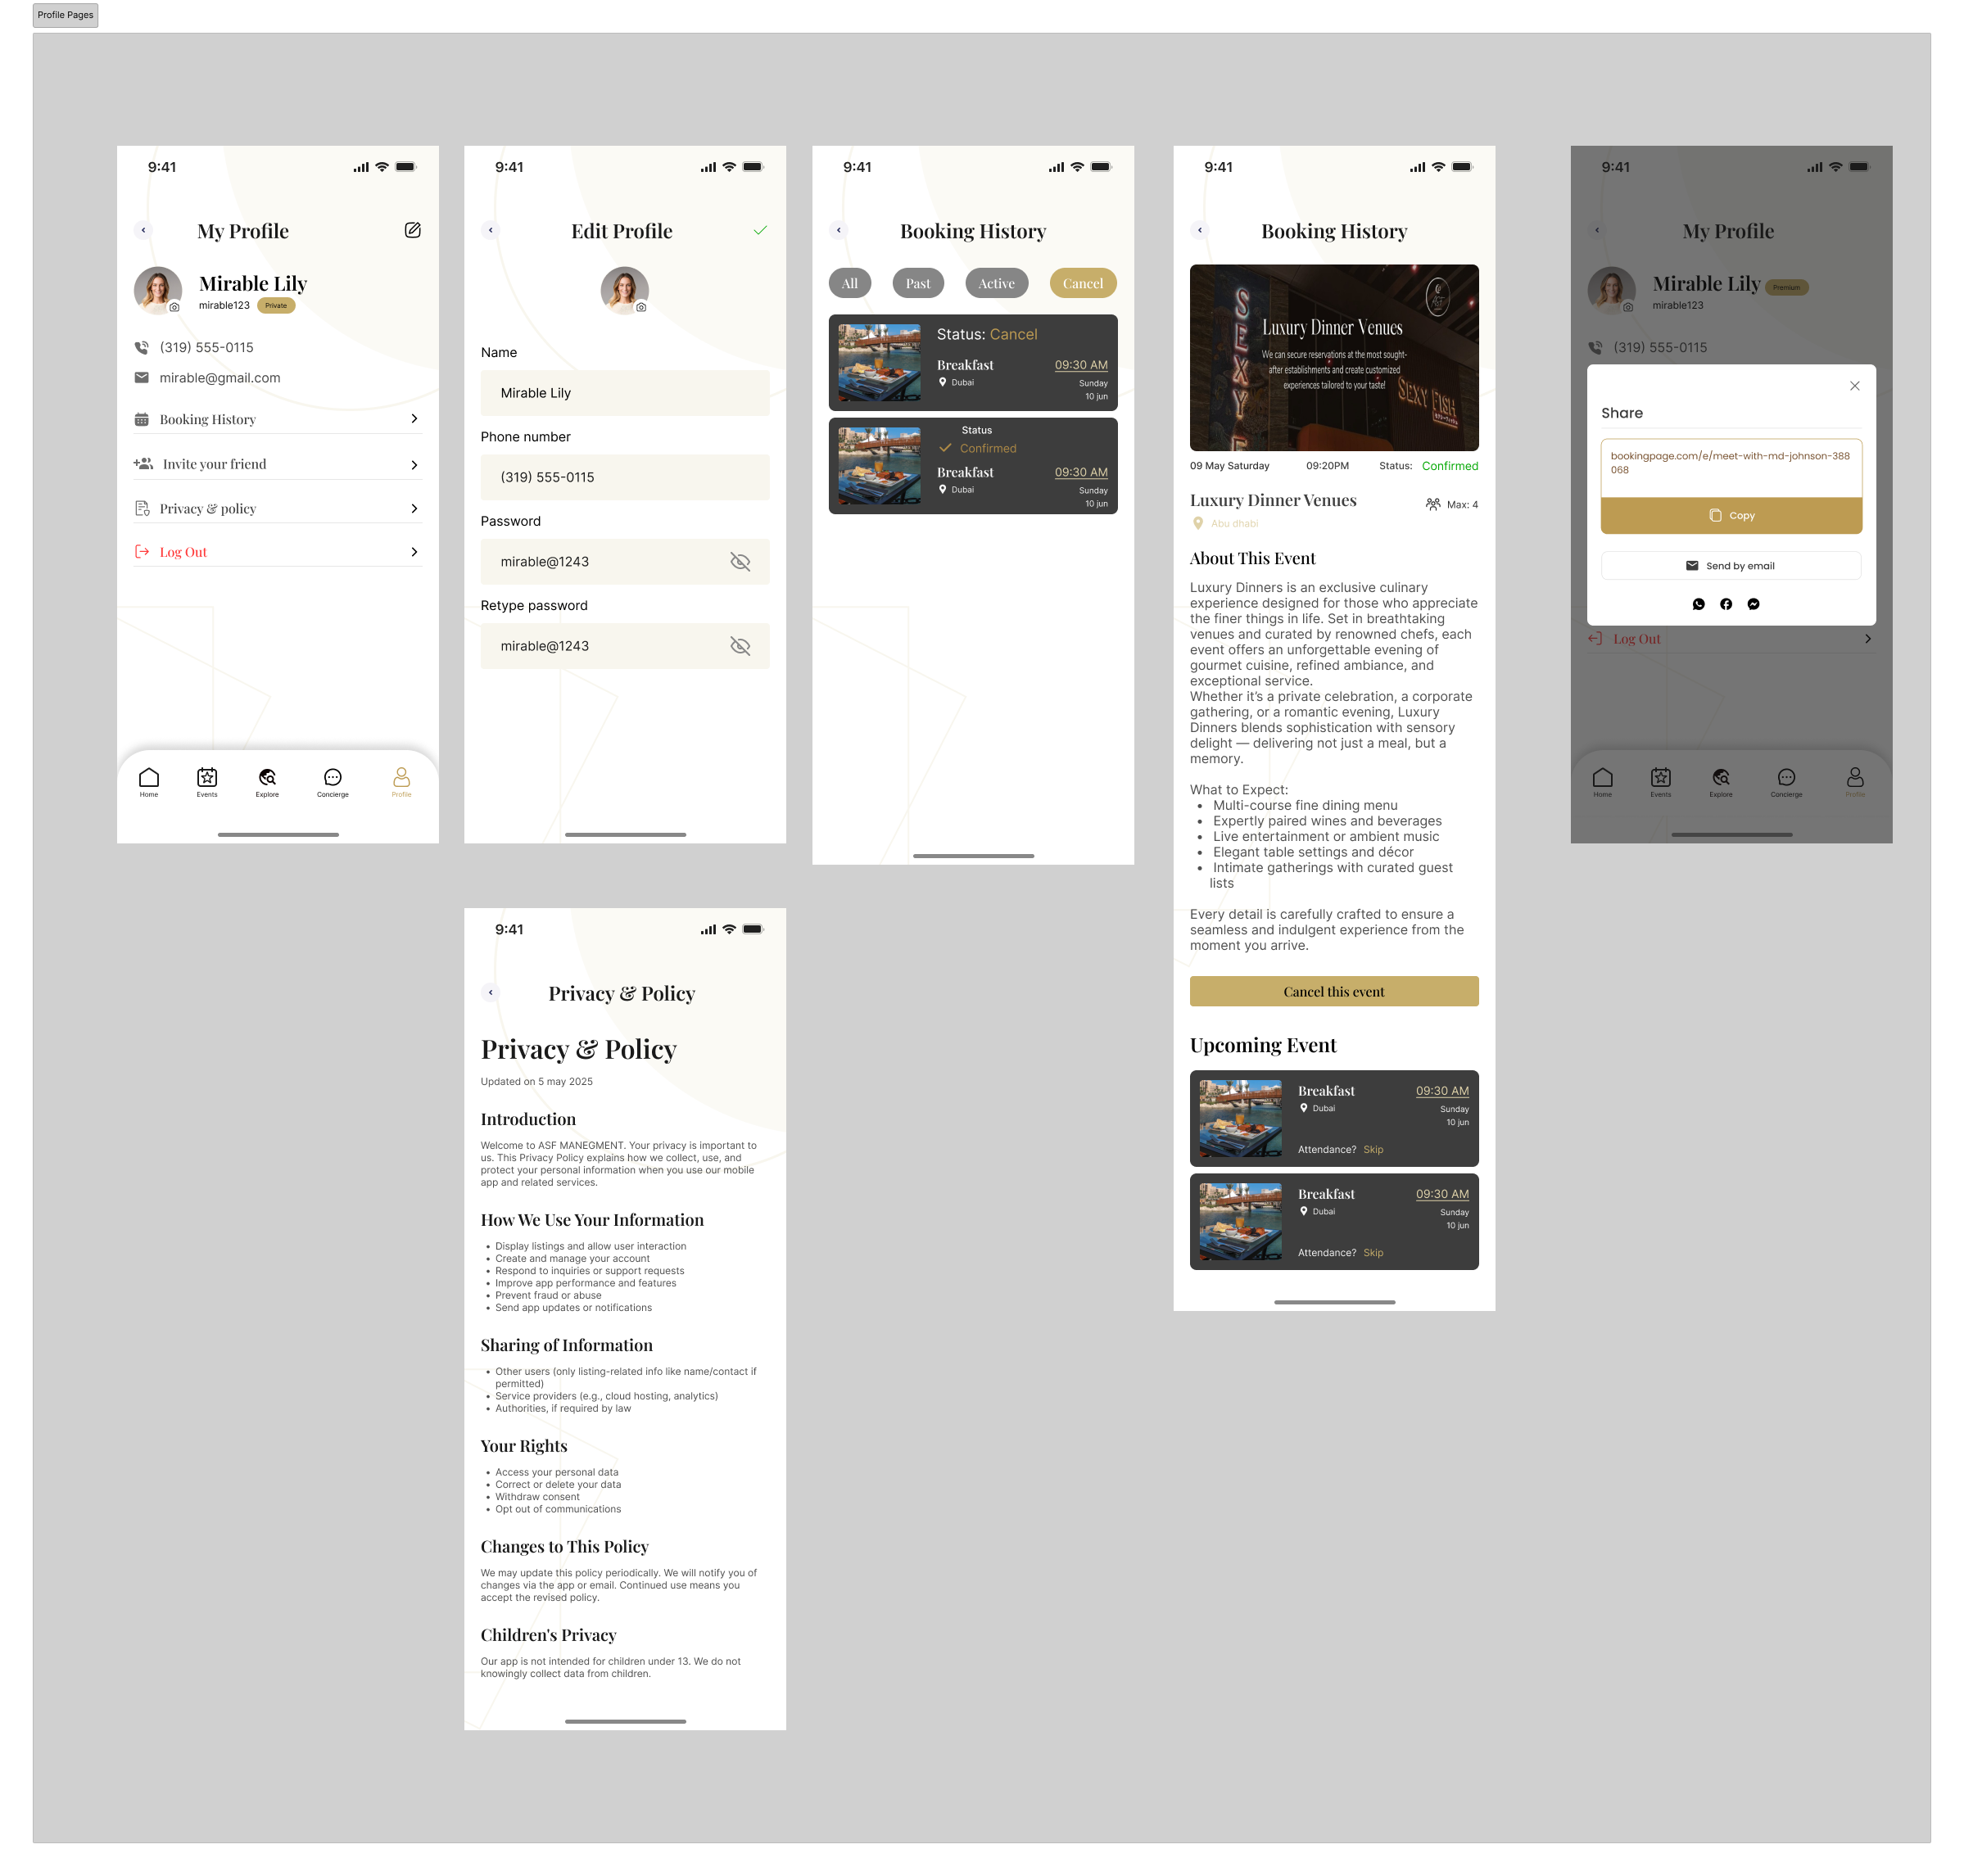 Profile Pages
9:41
My Profile
Mirable Lily
mirable123
Private
(319) 555-0115
mirable@gmail.com
Booking History
Invite your friend
Privacy & policy
Log Out
Home
Events
Explore
Concierge
Profile
9:41
Edit Profile
Name
Mirable Lily
Phone number
(319) 555-0115
Password
mirable@1243
Retype password
mirable@1243
9:41
Booking History
All
Past
Active
Cancel
Status: Cancel
Breakfast
09:30 AM
Dubai
Sunday
10 jun
Status
Confirmed
Breakfast
09:30 AM
Dubai
Sunday
10 jun
9:41
Booking History
SEXY F
Luxury Dinner Venues
We can secure reservations at the most sought-
after establishments and create customized
experiences tailored to your taste!
SEXY FISH
09 May Saturday
09:20PM
Status: Confirmed
Luxury Dinner Venues
Max: 4
Abu dhabi
About This Event
Luxury Dinners is an exclusive culinary
experience designed for those who appreciate
the finer things in life. Set in breathtaking
venues and curated by renowned chefs, each
event offers an unforgettable evening of
gourmet cuisine, refined ambiance, and
exceptional service.
Whether it's a private celebration, a corporate
gathering, or a romantic evening, Luxury
Dinners blends sophistication with sensory
delight — delivering not just a meal, but a
memory.
What to Expect:
• Multi-course fine dining menu
• Expertly paired wines and beverages
• Live entertainment or ambient music
• Elegant table settings and décor
• Intimate gatherings with curated guest
lists
Every detail is carefully crafted to ensure a
seamless and indulgent experience from the
moment you arrive.
Cancel this event
Upcoming Event
Breakfast
09:30 AM
Dubai
Sunday
10 jun
Attendance? Skip
Breakfast
09:30 AM
Dubai
Sunday
10 jun
Attendance? Skip
9:41
My Profile
Mirable Lily
Premium
mirable123
(319) 555-0115
Share
bookingpage.com/e/meet-with-md-johnson-388
068
Copy
Send by email
Log Out
Home
Events
Explore
Concierge
Profile
9:41
Privacy & Policy
Privacy & Policy
Updated on 5 may 2025
Introduction
Welcome to ASF MANEGMENT. Your privacy is important to
us. This Privacy Policy explains how we collect, use, and
protect your personal information when you use our mobile
app and related services.
How We Use Your Information
• Display listings and allow user interaction
• Create and manage your account
• Respond to inquiries or support requests
• Improve app performance and features
• Prevent fraud or abuse
• Send app updates or notifications
Sharing of Information
• Other users (only listing-related info like name/contact if
permitted)
• Service providers (e.g., cloud hosting, analytics)
• Authorities, if required by law
Your Rights
• Access your personal data
• Correct or delete your data
• Withdraw consent
• Opt out of communications
Changes to This Policy
We may update this policy periodically. We will notify you of
changes via the app or email. Continued use means you
accept the revised policy.
Children's Privacy
Our app is not intended for children under 13. We do not
knowingly collect data from children.